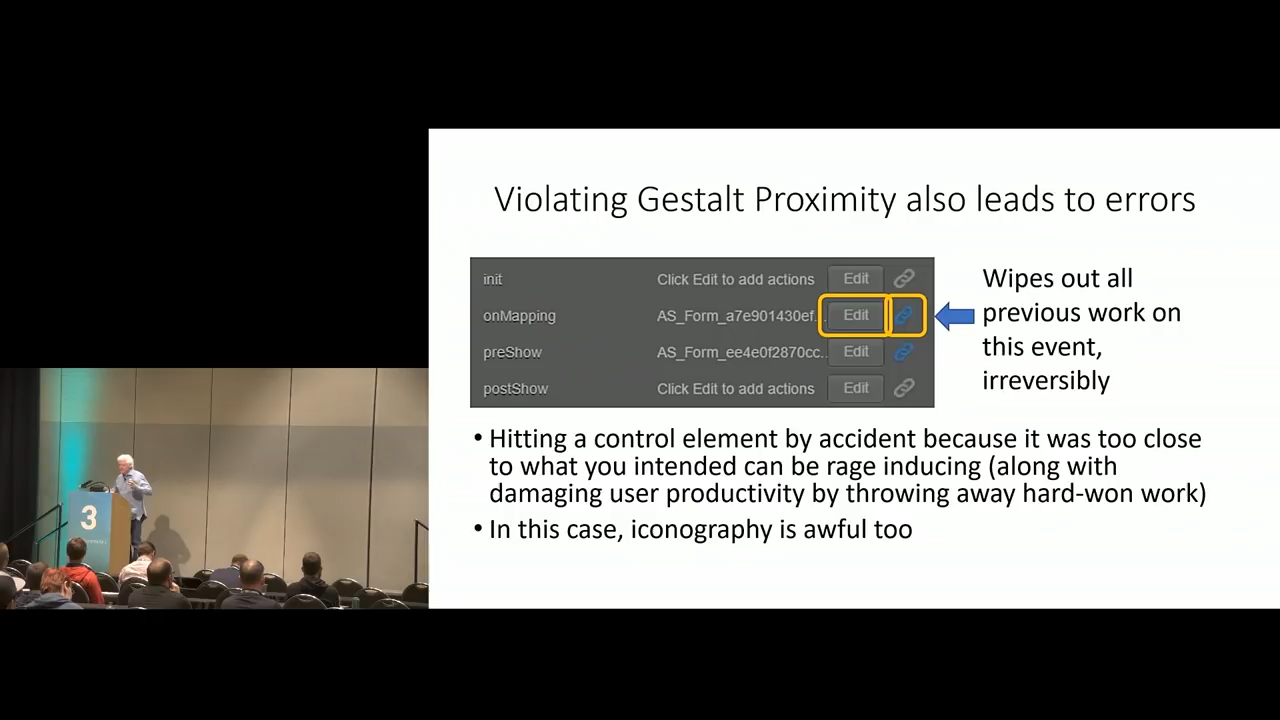 Violating Gestalt Proximity also leads to errors
init Click Edit to add actions Edit
onMapping AS_Form_a7e901430ef... Edit
preShow AS_Form_ee4e0f2870cc... Edit
postShow Click Edit to add actions Edit
Wipes out all
previous work on
this event,
irreversibly
• Hitting a control element by accident because it was too close
to what you intended can be rage inducing (along with
damaging user productivity by throwing away hard-won work)
• In this case, iconography is awful too
3